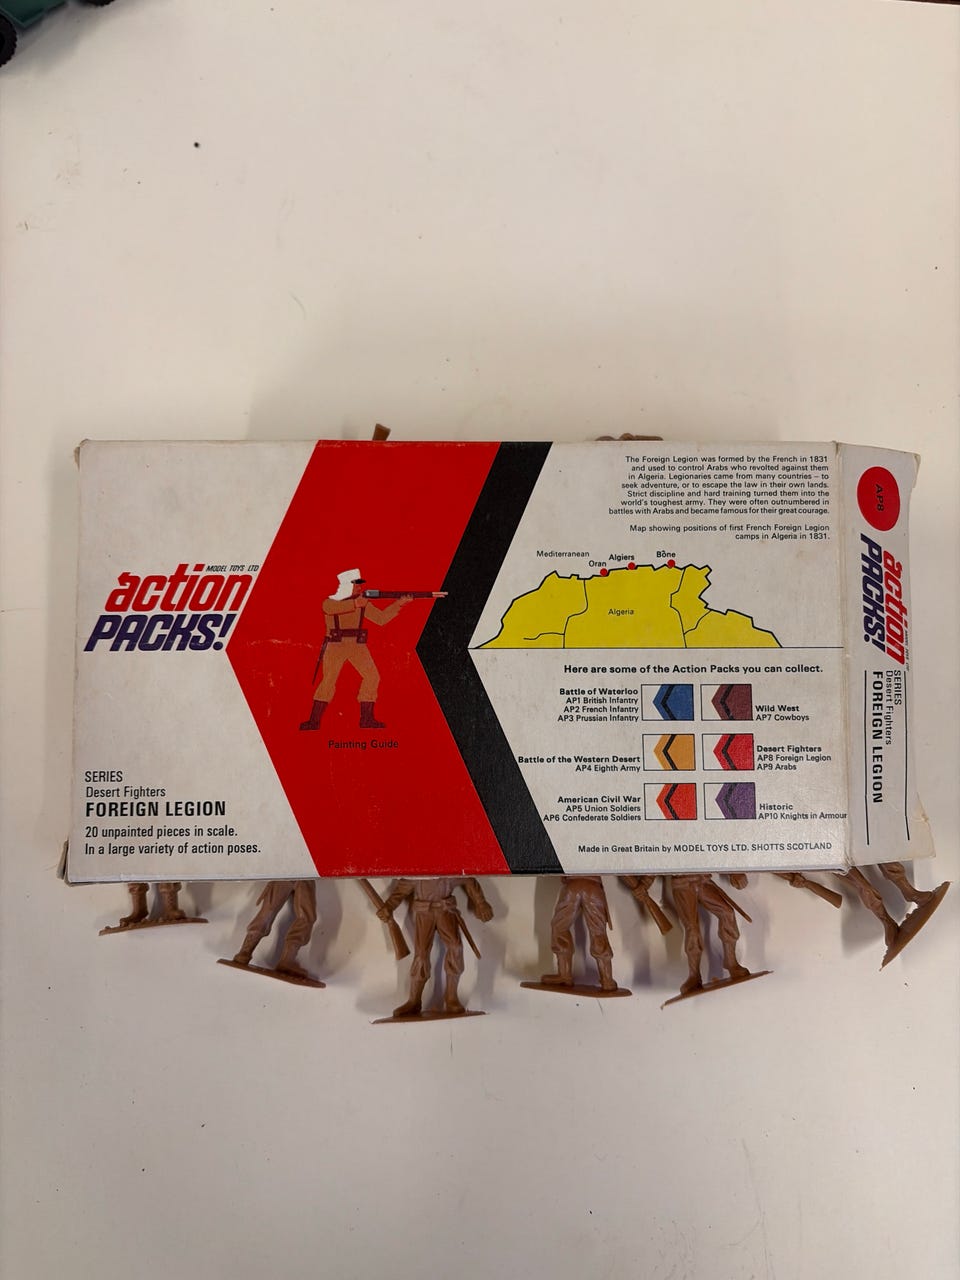 MODEL TOYS LTD
action
PACKS!
SERIES
Desert Fighters
FOREIGN LEGION
20 unpainted pieces in scale.
In a large variety of action poses.
Painting Guide
The Foreign Legion was formed by the French in 1831
and used to control Arabs who revolted against them
in Algeria. Legionaries came from many countries – to
seek adventure, or to escape the law in their own lands.
Strict discipline and hard training turned them into the
world's toughest army. They were often outnumbered in
battles with Arabs and became famous for their great courage.
Map showing positions of first French Foreign Legion
camps in Algeria in 1831.
Mediterranean
Oran
Algiers
Bône
Algeria
Here are some of the Action Packs you can collect.
Battle of Waterloo
AP1 British Infantry
AP2 French Infantry
AP3 Prussian Infantry
Wild West
AP7 Cowboys
Battle of the Western Desert
AP4 Eighth Army
Desert Fighters
AP8 Foreign Legion
AP9 Arabs
American Civil War
AP5 Union Soldiers
AP6 Confederate Soldiers
Historic
AP10 Knights in Armour
Made in Great Britain by MODEL TOYS LTD. SHOTTS SCOTLAND
AP8
action
PACKS!
SERIES
Desert Fighters
FOREIGN LEGION